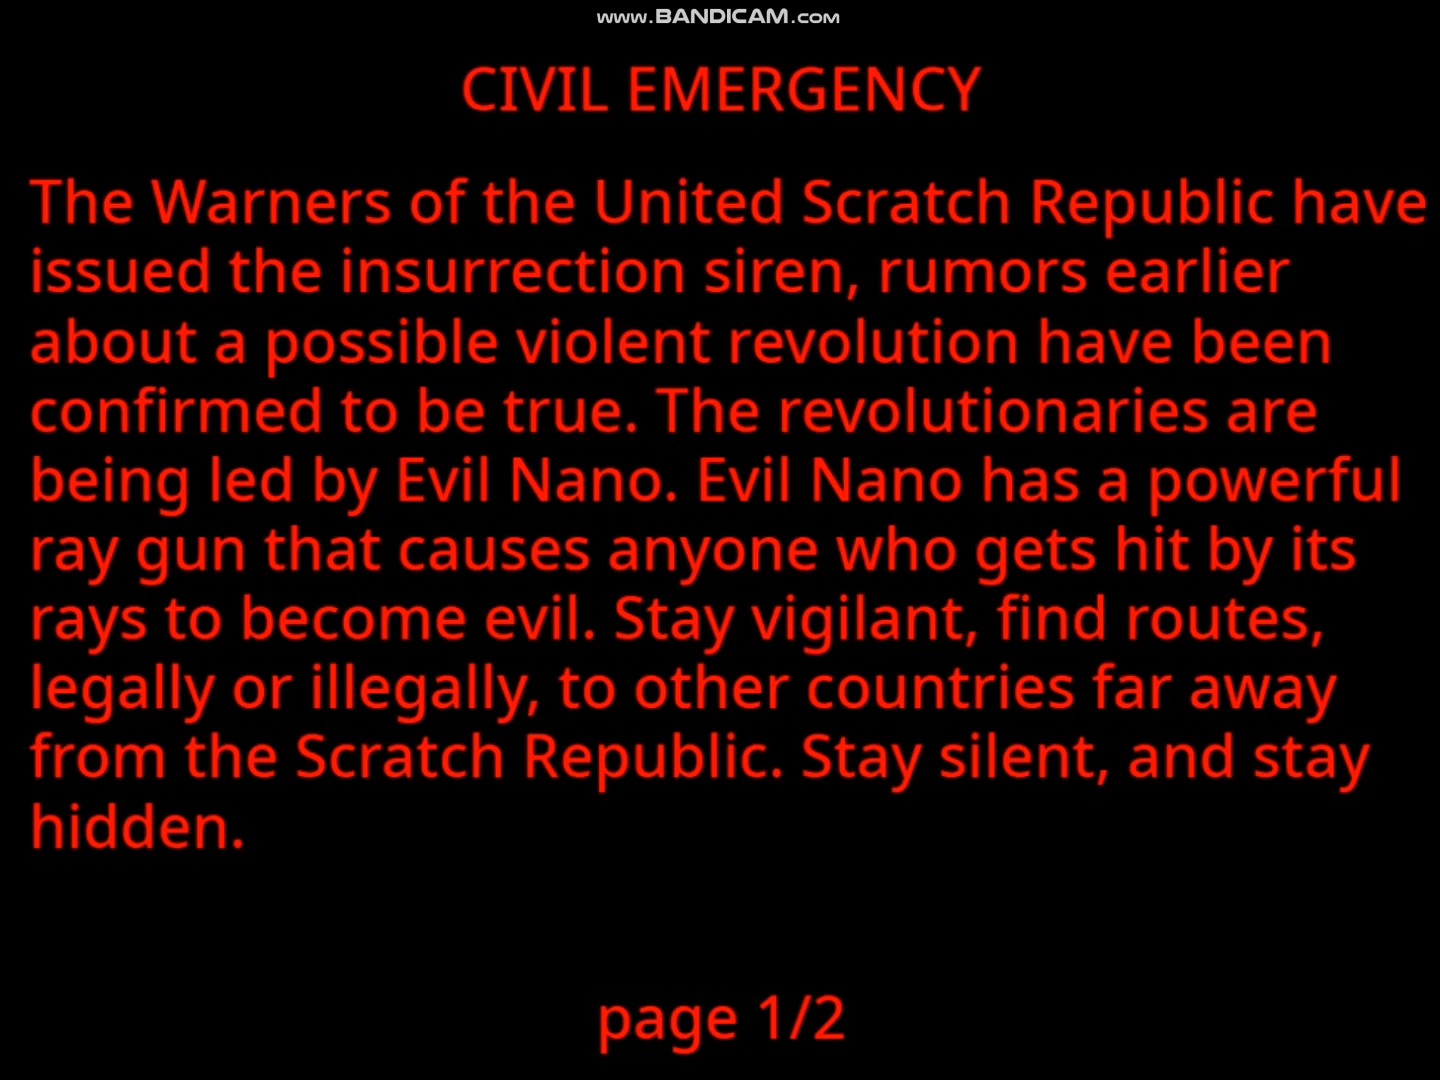 www.BANDICAM.com
CIVIL EMERGENCY
The Warners of the United Scratch Republic have
issued the insurrection siren, rumors earlier
about a possible violent revolution have been
confirmed to be true. The revolutionaries are
being led by Evil Nano. Evil Nano has a powerful
ray gun that causes anyone who gets hit by its
rays to become evil. Stay vigilant, find routes,
legally or illegally, to other countries far away
from the Scratch Republic. Stay silent, and stay
hidden.
page 1/2